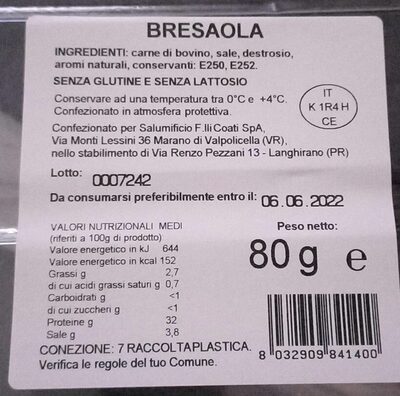 BRESAOLA
INGREDIENTI: carne di bovino, sale, destrosio,
aromi naturali, conservanti: E250, E252.
SENZA GLUTINE E SENZA LATTOSIO
Conservare ad una temperatura tra 0°C e +4°C.
Confezionato in atmosfera protettiva.
IT
K 1R4 H
CE
Confezionato per Salumificio F.lli Coati SpA,
Via Monti Lessini 36 Marano di Valpolicella (VR),
nello stabilimento di Via Renzo Pezzani 13 - Langhirano (PR)
Lotto: 0007242
Da consumarsi preferibilmente entro il: 06.06.2022
VALORI NUTRIZIONALI MEDI
(riferiti a 100g di prodotto)
Valore energetico in kJ 644
Valore energetico in kcal 152
Grassi g 2,7
di cui acidi grassi saturi g 0,7
Carboidrati g <1
di cui zuccheri g <1
Proteine g 32
Sale g 3,8
Peso netto:
80 g e
CONEZIONE: 7 RACCOLTAPLASTICA.
Verifica le regole del tuo Comune.
8 032909 841400